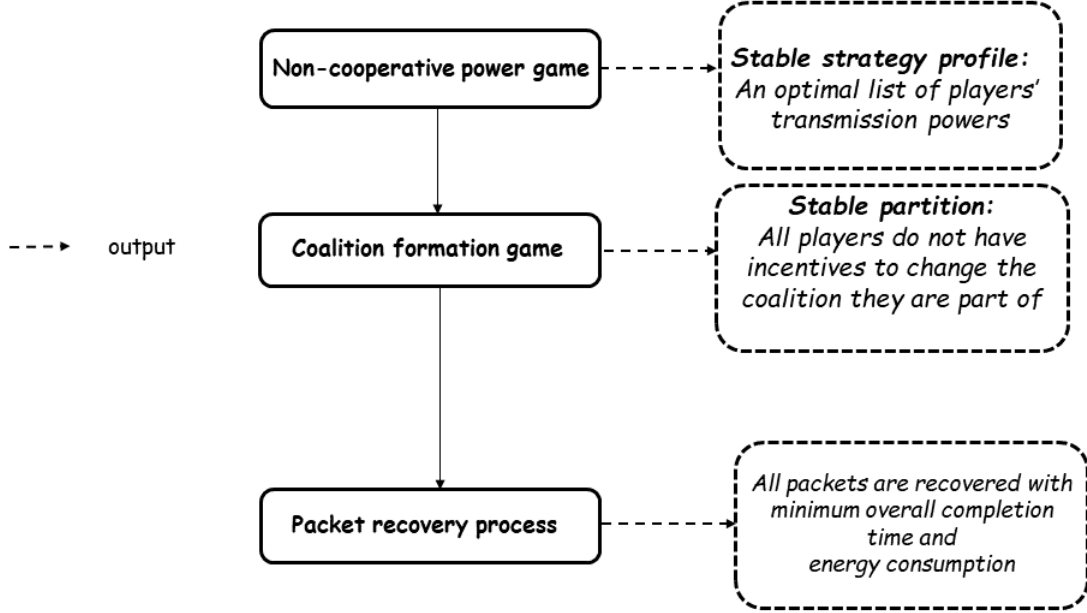 Non-cooperative power game
Stable strategy profile:
An optimal list of players'
transmission powers
output
Coalition formation game
Stable partition:
All players do not have
incentives to change the
coalition they are part of
Packet recovery process
All packets are recovered with
minimum overall completion
time and
energy consumption